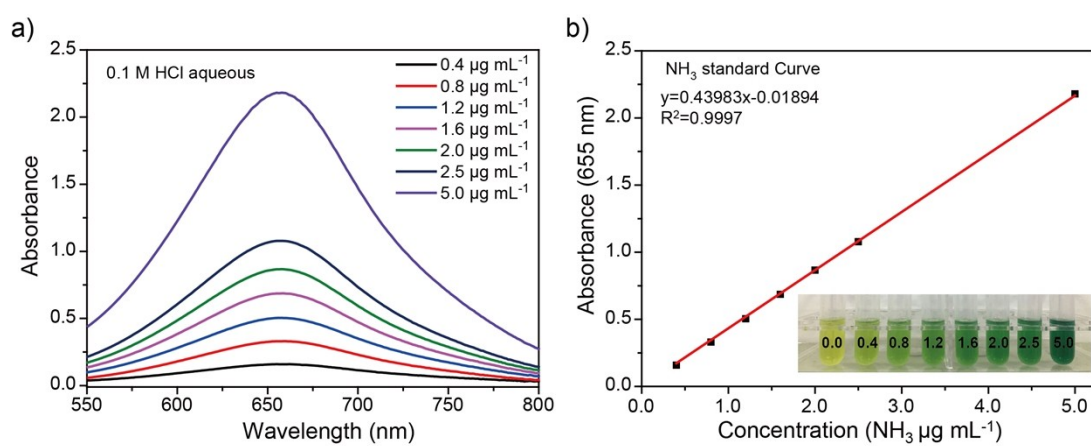 a)
0.1 M HCl aqueous
0.4 µg mL⁻¹
0.8 µg mL⁻¹
1.2 µg mL⁻¹
1.6 µg mL⁻¹
2.0 µg mL⁻¹
2.5 µg mL⁻¹
5.0 µg mL⁻¹
Absorbance
2.5
2.0
1.5
1.0
0.5
0.0
550
600
650
700
750
800
Wavelength (nm)
b)
NH₃ standard Curve
y=0.43983x-0.01894
R²=0.9997
Absorbance (655 nm)
2.5
2.0
1.5
1.0
0.5
0.0
0.0 0.4 0.8 1.2 1.6 2.0 2.5 5.0
0.0
1.0
2.0
3.0
4.0
5.0
Concentration (NH₃ µg mL⁻¹)